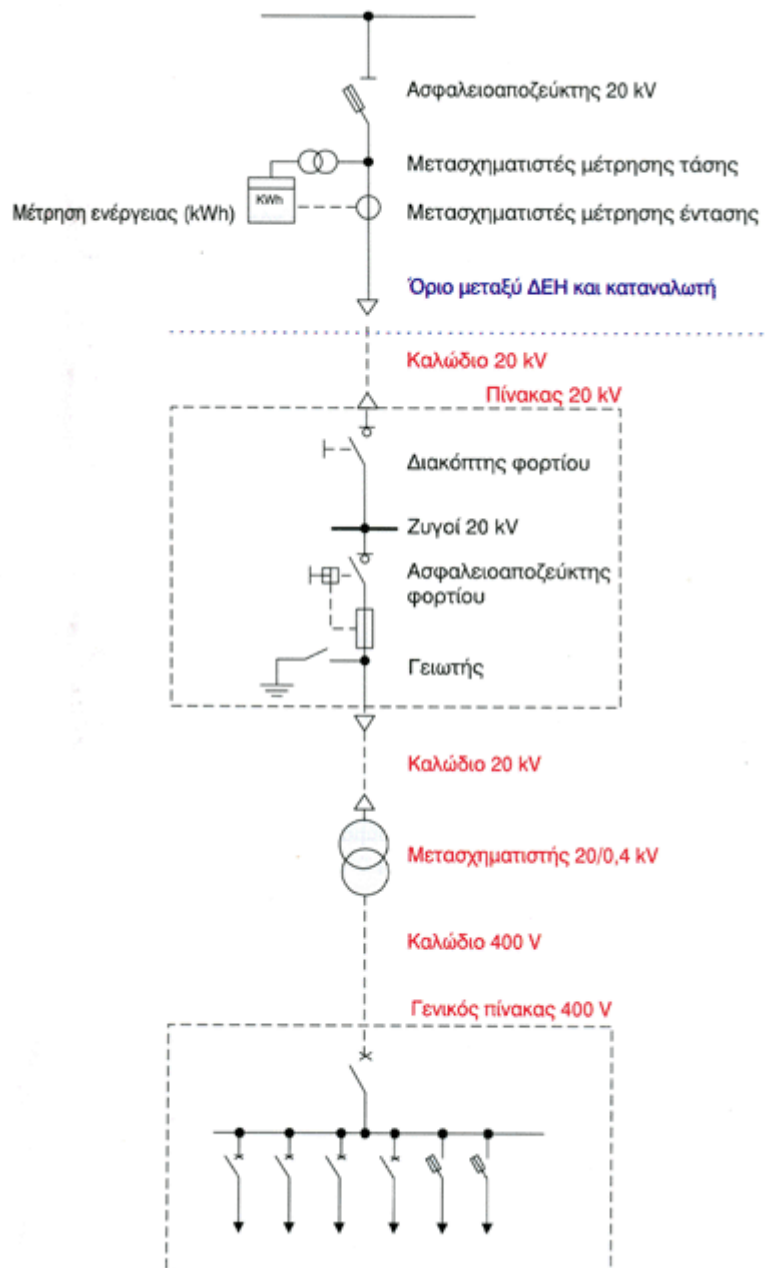 Ασφαλειοαποζεύκτης 20 kV
Μετασχηματιστές μέτρησης τάσης
KWh
Μέτρηση ενέργειας (kWh)
Μετασχηματιστές μέτρησης έντασης
Όριο μεταξύ ΔΕΗ και καταναλωτή
Καλώδιο 20 kV
Πίνακας 20 kV
Διακόπτης φορτίου
Ζυγοί 20 kV
Ασφαλειοαποζεύκτης
φορτίου
Γειωτής
Καλώδιο 20 kV
Μετασχηματιστής 20/0,4 kV
Καλώδιο 400 V
Γενικός πίνακας 400 V